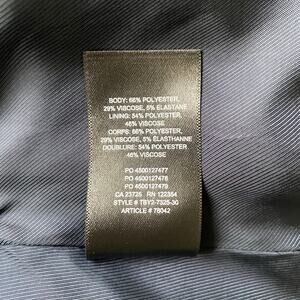 BODY: 66% POLYESTER,
29% VISCOSE, 5% ELASTANE
LINING: 54% POLYESTER,
46% VISCOSE
CORPS: 66% POLYESTER,
29% VISCOSE, 5% ÉLASTHANNE
DOUBLURE: 54% POLYESTER
46% VISCOSE
PO 4500127477
PO 4500127478
PO 4500127479
CA 23725 RN 122354
STYLE # TBY2-7325-30
ARTICLE # 78042